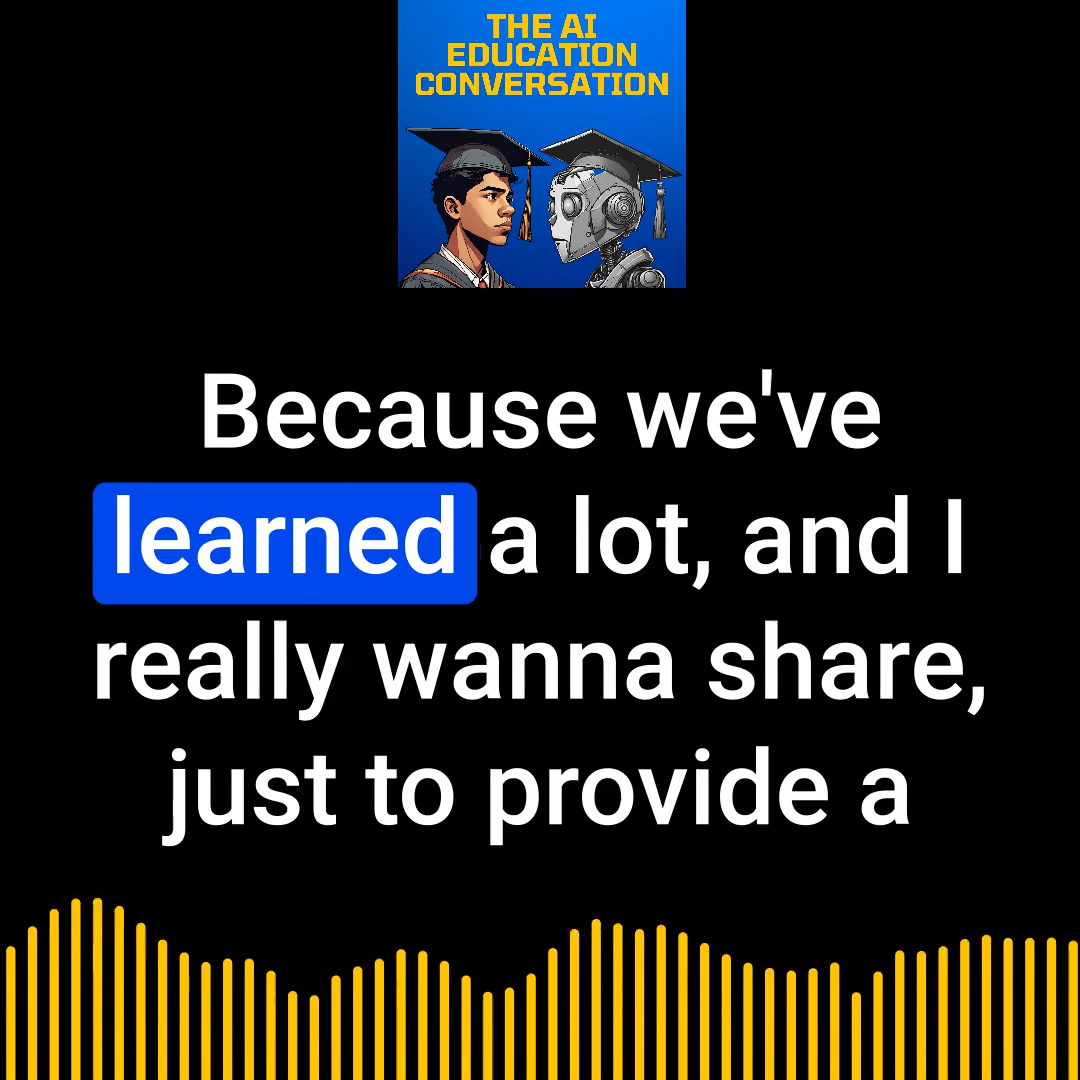 THE AI
EDUCATION
CONVERSATION
Because we've
learned a lot, and I
really wanna share,
just to provide a